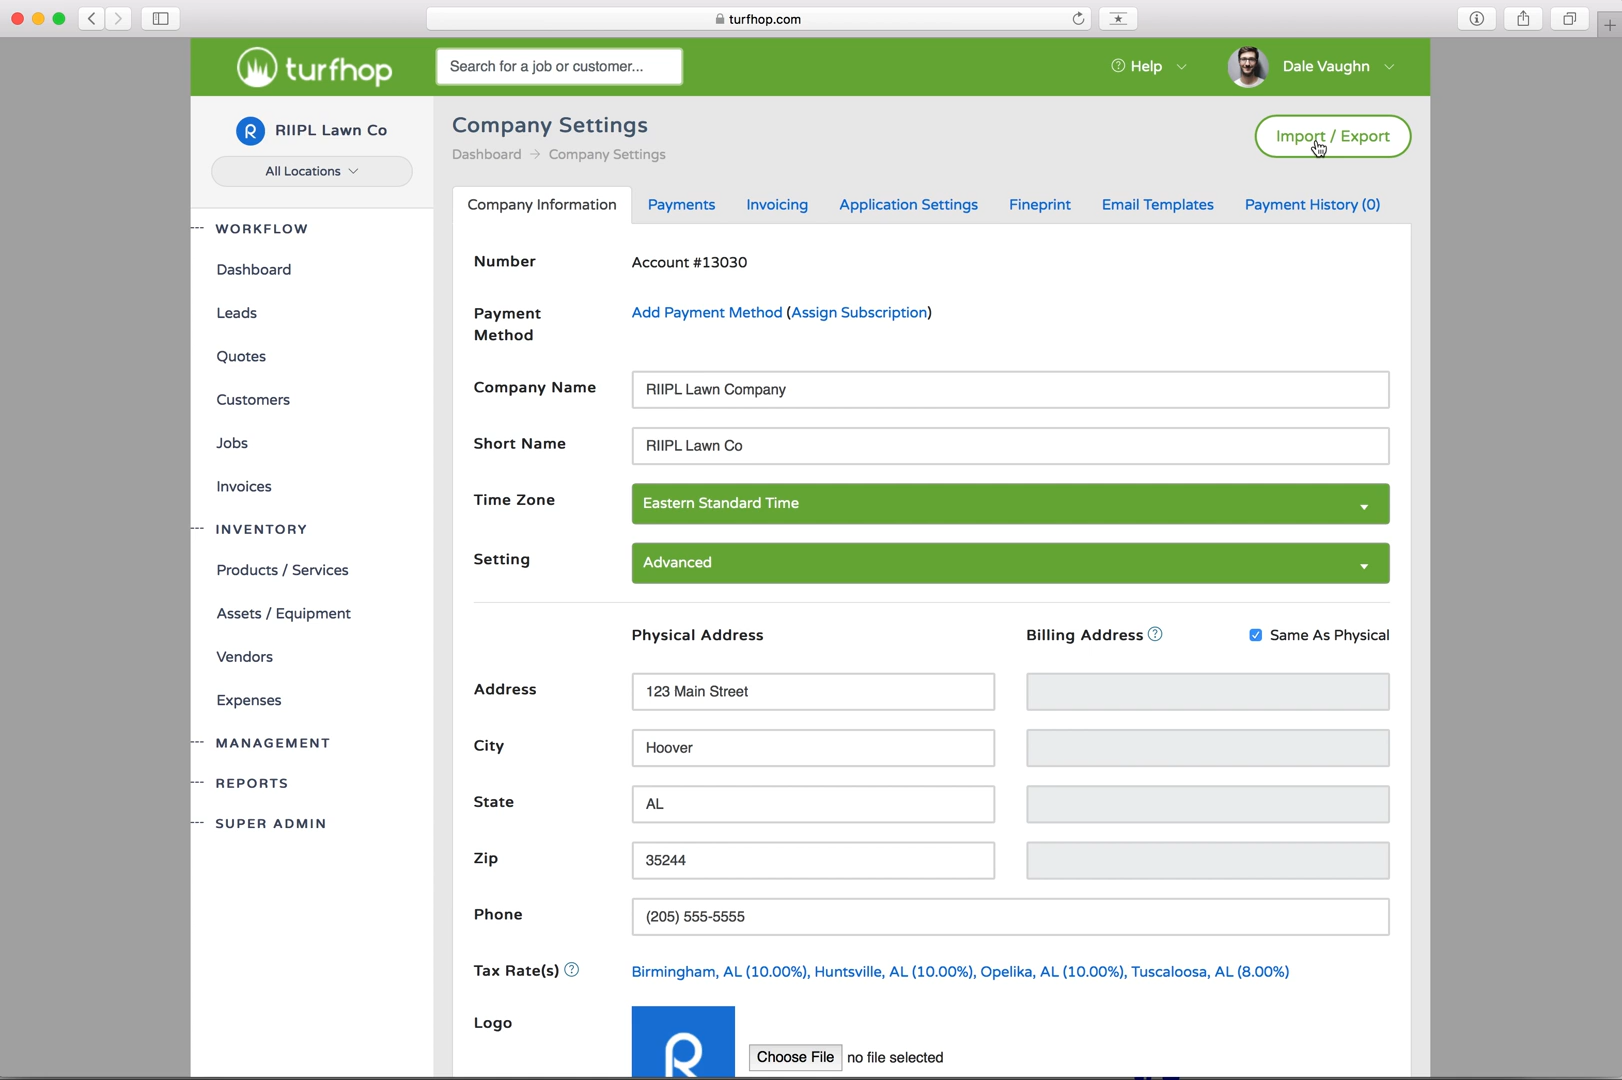 turfhop.com
turfhop
Search for a job or customer...
Help
Dale Vaughn
R RIIPL Lawn Co
All Locations
WORKFLOW
Dashboard
Leads
Quotes
Customers
Jobs
Invoices
INVENTORY
Products / Services
Assets / Equipment
Vendors
Expenses
MANAGEMENT
REPORTS
SUPER ADMIN
Company Settings
Dashboard → Company Settings
Import / Export
Company Information Payments Invoicing Application Settings Fineprint Email Templates Payment History (0)
Number Account #13030
Payment Add Payment Method (Assign Subscription)
Method
Company Name RIIPL Lawn Company
Short Name RIIPL Lawn Co
Time Zone Eastern Standard Time
Setting Advanced
Physical Address Billing Address ? Same As Physical
Address 123 Main Street
City Hoover
State AL
Zip 35244
Phone (205) 555-5555
Tax Rate(s) ? Birmingham, AL (10.00%), Huntsville, AL (10.00%), Opelika, AL (10.00%), Tuscaloosa, AL (8.00%)
Logo
R Choose File no file selected